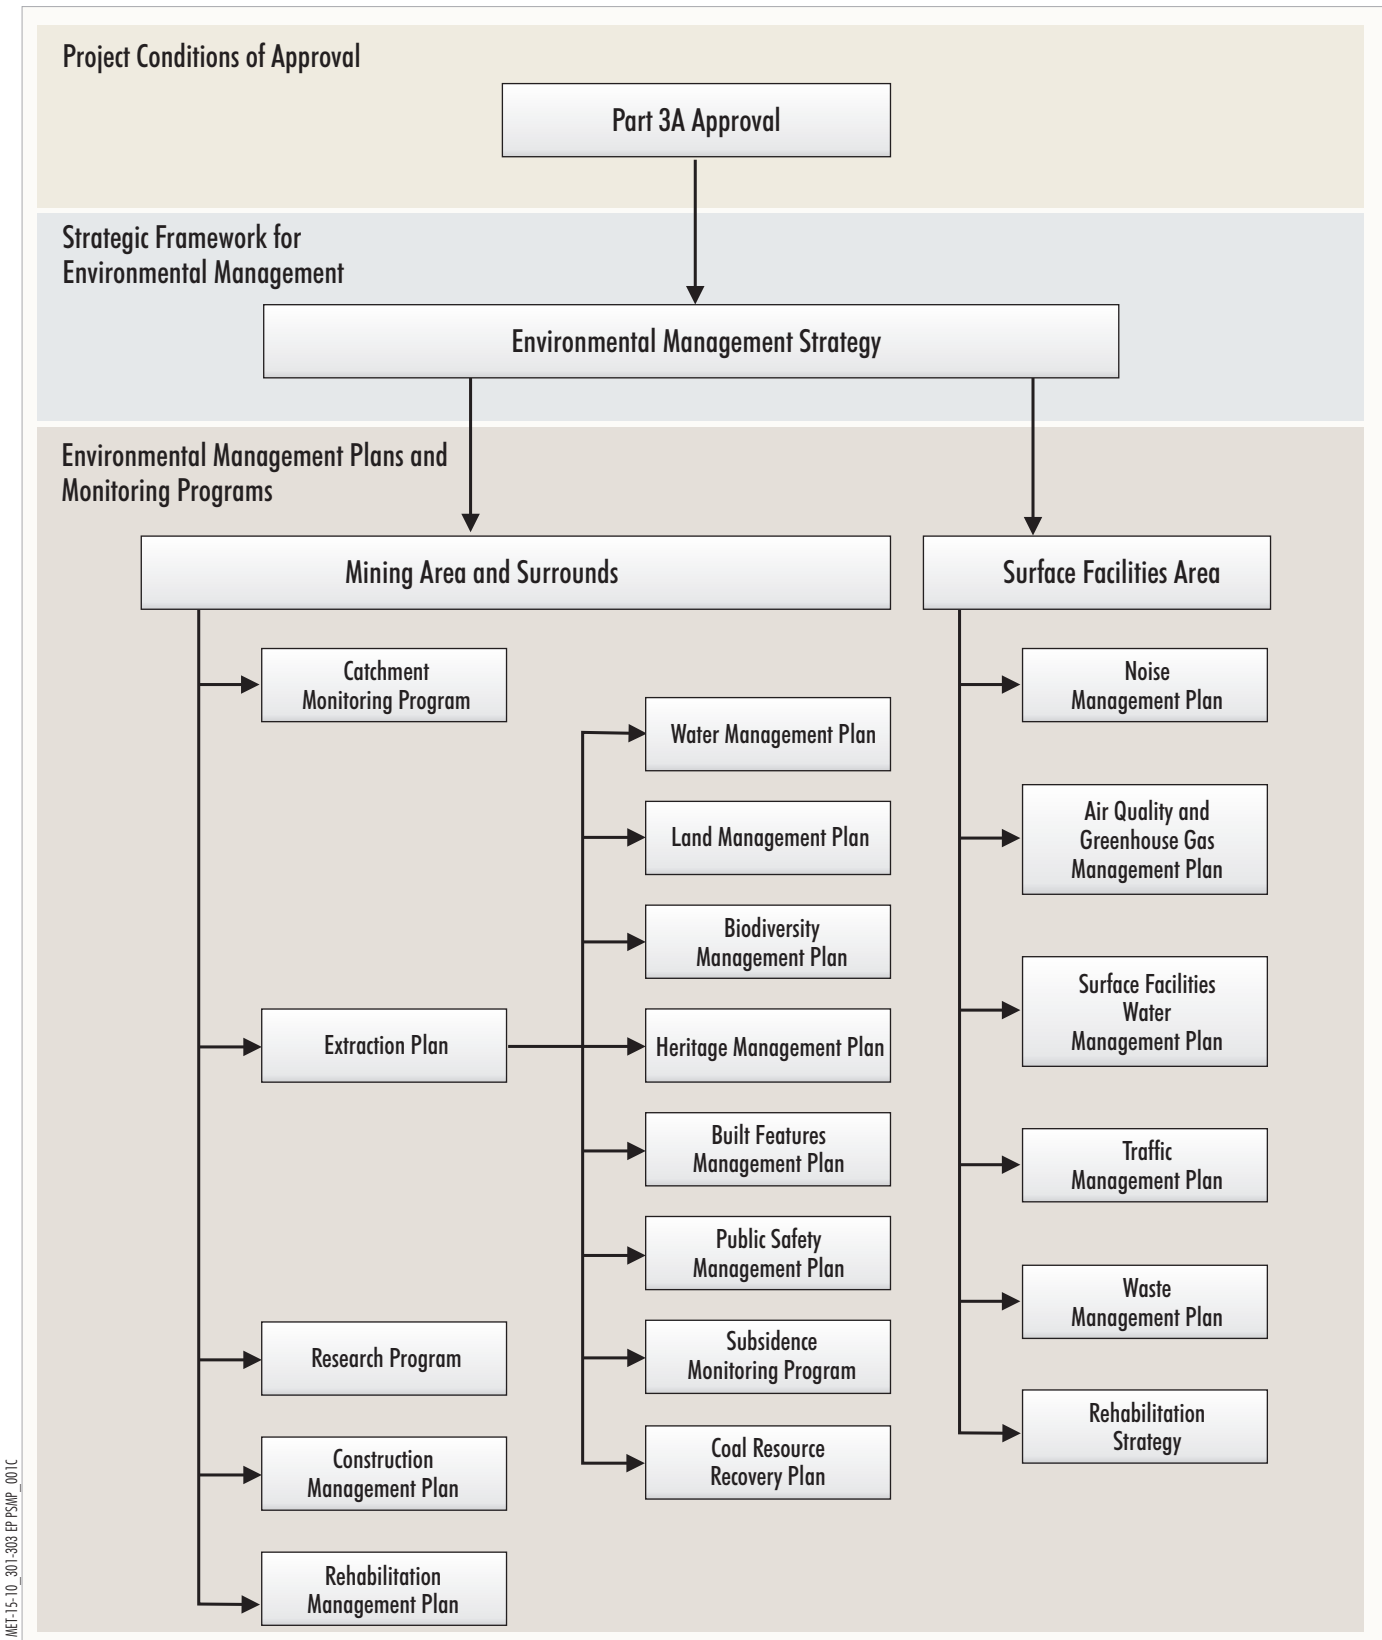 Project Conditions of Approval
Part 3A Approval
Strategic Framework for
Environmental Management
Environmental Management Strategy
Environmental Management Plans and
Monitoring Programs
Mining Area and Surrounds
Catchment
Monitoring Program
Extraction Plan
Water Management Plan
Land Management Plan
Biodiversity
Management Plan
Heritage Management Plan
Built Features
Management Plan
Public Safety
Management Plan
Subsidence
Monitoring Program
Coal Resource
Recovery Plan
Research Program
Construction
Management Plan
Rehabilitation
Management Plan
Surface Facilities Area
Noise
Management Plan
Air Quality and
Greenhouse Gas
Management Plan
Surface Facilities
Water
Management Plan
Traffic
Management Plan
Waste
Management Plan
Rehabilitation
Strategy
MET-15-10_301-303 EP PSMP_001C